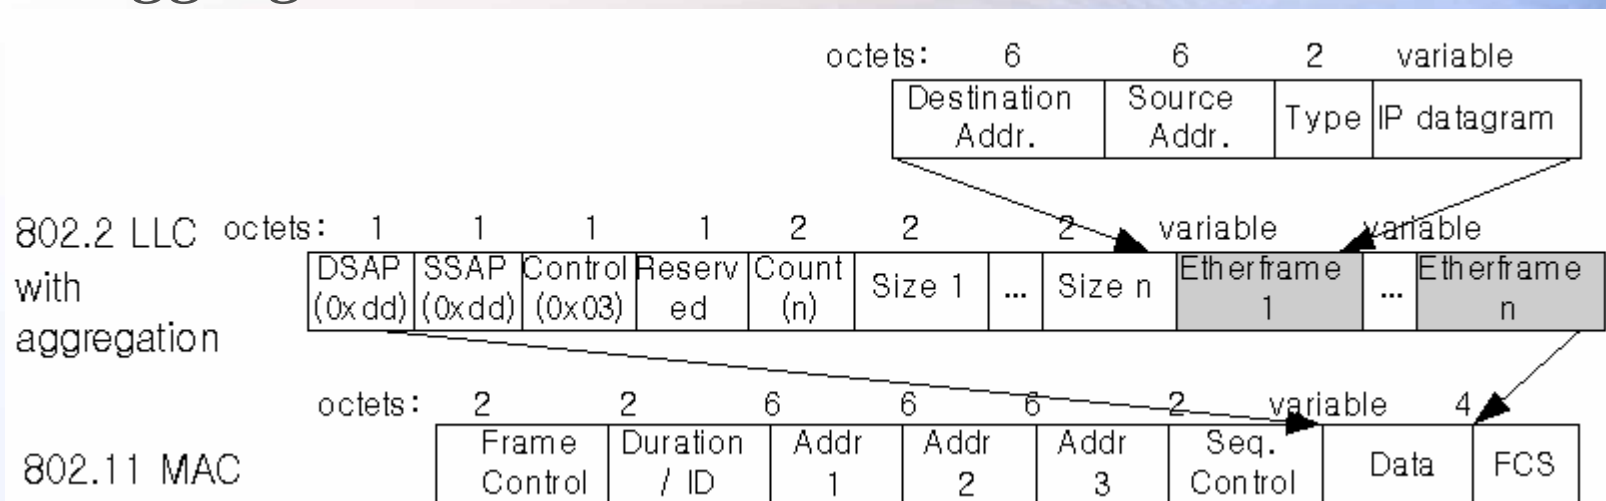 octets: 6 6 2 variable
Destination Addr. Source Addr. Type IP datagram
802.2 LLC with aggregation
octets: 1 1 1 1 2 2 2 variable variable
DSAP (0xdd) SSAP (0xdd) Control (0x03) Reserved Count (n) Size 1 ... Size n Etherframe 1 ... Etherframe n
octets: 2 2 6 6 6 2 variable 4
802.11 MAC
Frame Control Duration / ID Addr 1 Addr 2 Addr 3 Seq. Control Data FCS